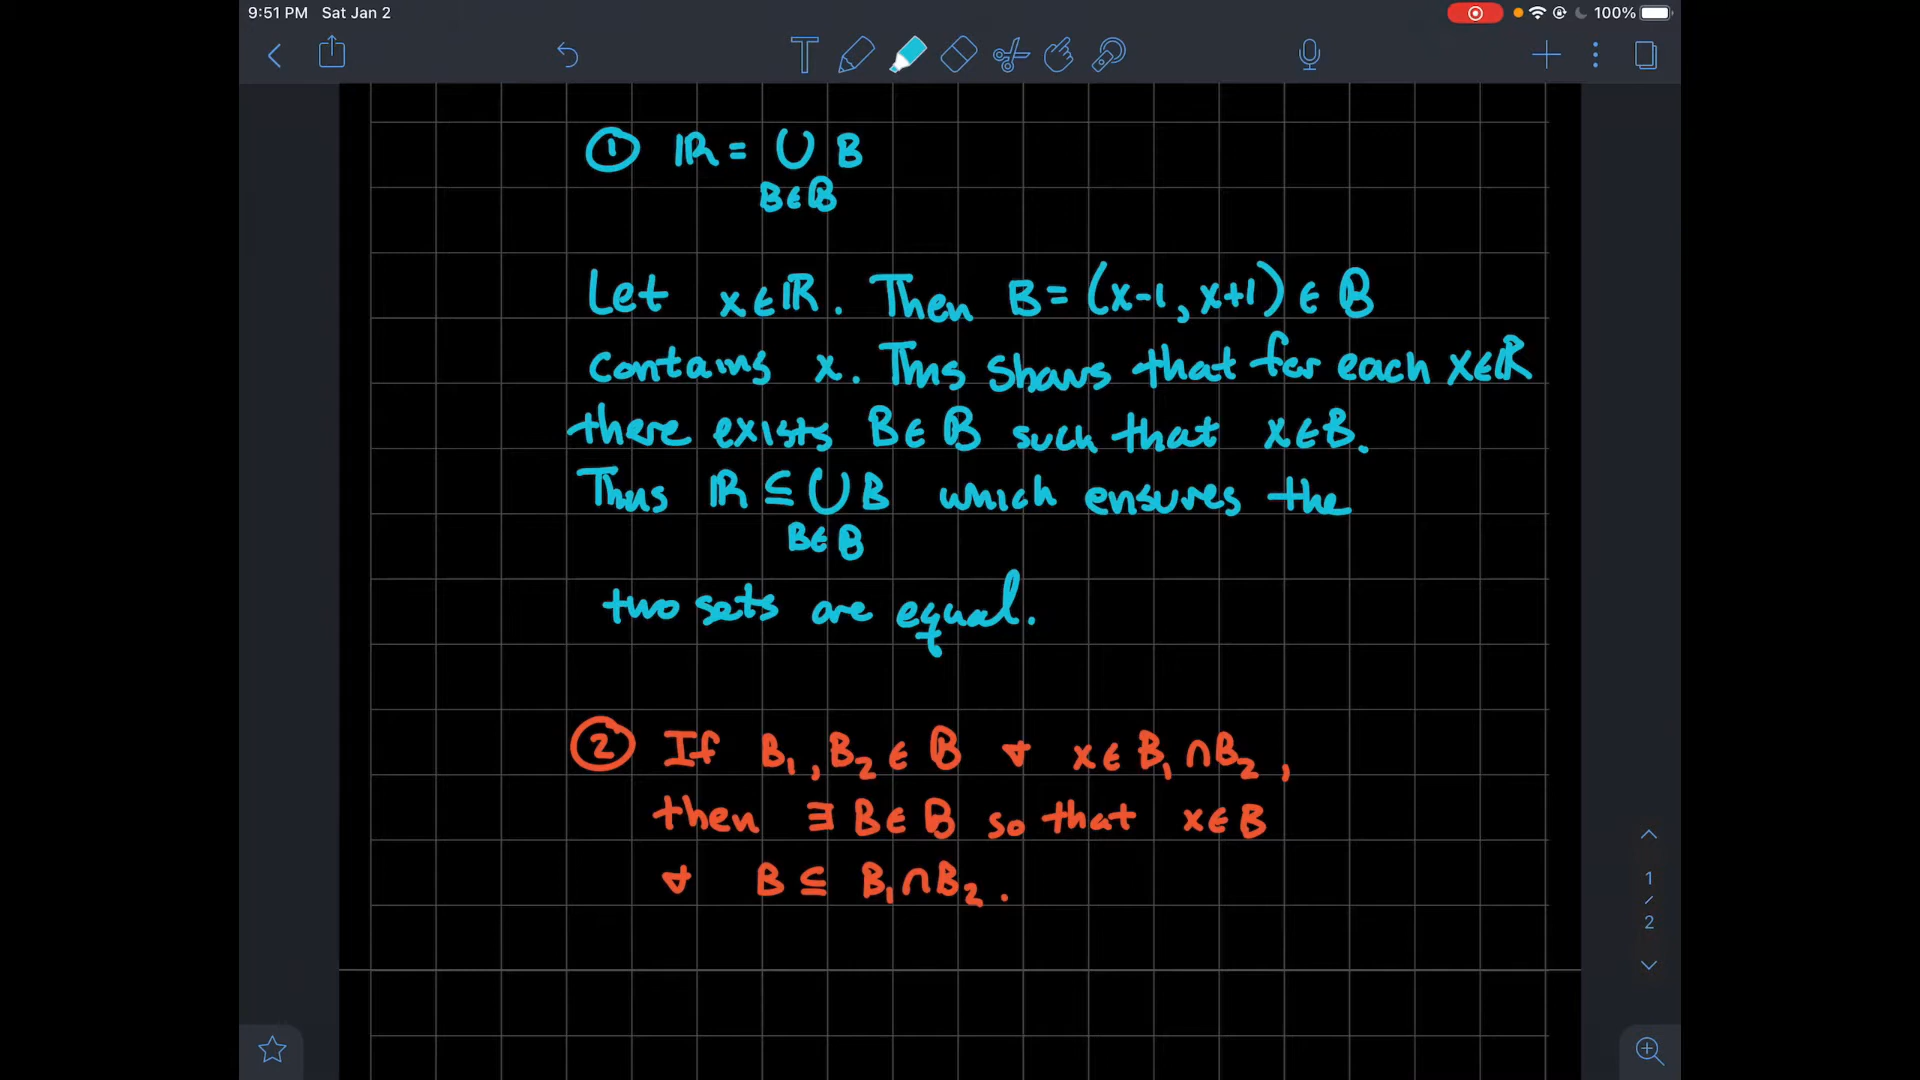 9:51 PM Sat Jan 2
100%
① ℝ = ∪ B
B∈𝔹
Let x∈ℝ. Then B = (x-1, x+1) ∈ 𝔹
contains x. This shows that for each x∈ℝ
there exists B∈𝔹 such that x∈B.
Thus ℝ ⊆ ∪ B which ensures the
B∈𝔹
two sets are equal.
② If B₁, B₂ ∈ 𝔹 & x∈B₁∩B₂,
then ∃ B∈𝔹 so that x∈B
& B ⊆ B₁∩B₂.
1
/
2